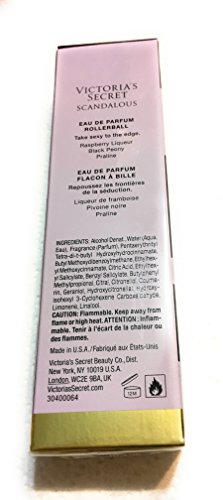 VICTORIA'S
SECRET
SCANDALOUS
EAU DE PARFUM
ROLLERBALL
Take sexy to the edge.
Raspberry Liqueur
Black Peony
Praline
EAU DE PARFUM
FLACON À BILLE
Repoussez les frontières
de la séduction.
Liqueur de framboise
Pivoine noire
Praline
INGREDIENTS: Alcohol Denat., Water (Aqua,
Eau), Fragrance (Parfum), Pentaerythrityl
Tetra-di-t-butyl Hydroxyhydrocinnamate,
Butyl Methoxydibenzoylmethane, Ethylhexyl
Methoxycinnamate, Citric Acid, Ethylhexyl
Salicylate, Benzyl Salicylate, Butylphenyl
Methylpropional, Citral, Citronellol, Coumarin,
Geraniol, Hydroxycitronellal, Hydroxyisohexyl
3-Cyclohexene Carboxaldehyde,
Limonene, Linalool.
CAUTION: Flammable. Keep away from
flame or high heat. ATTENTION : Inflammable.
Tenir à l'écart de la chaleur ou
des flammes.
Made in U.S.A./Fabriqué aux États-Unis
Victoria's Secret Beauty Co., Dist.
New York, NY 10019 U.S.A.
London, WC2E 9BA, UK
VictoriasSecret.com
30400064
12M